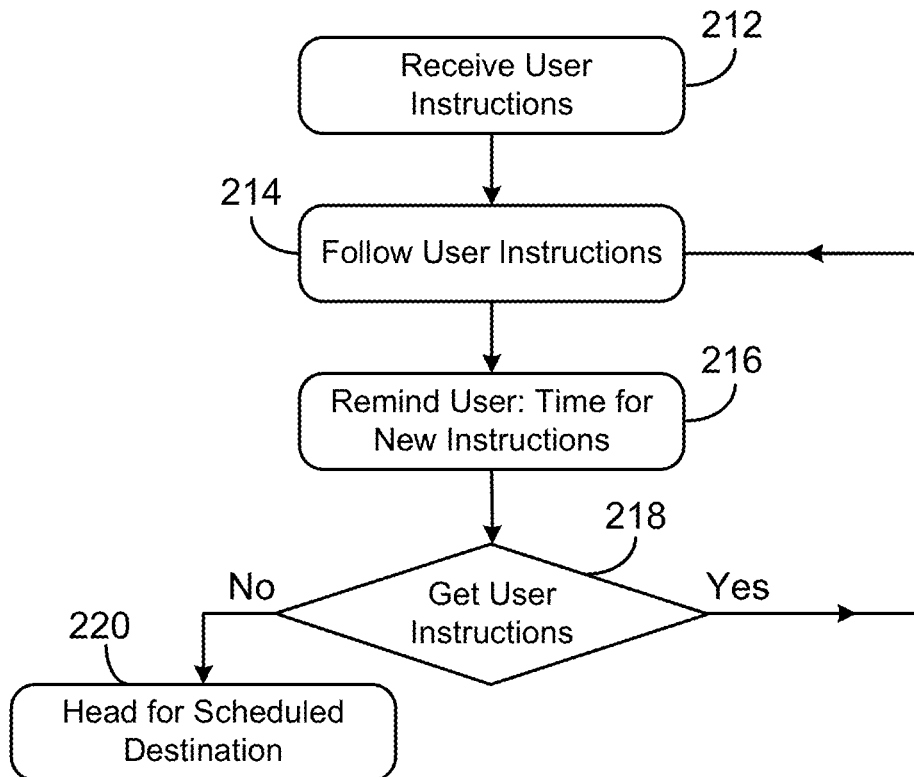 212
Receive User
Instructions
214
Follow User Instructions
216
Remind User: Time for
New Instructions
218
No
Get User
Instructions
Yes
220
Head for Scheduled
Destination